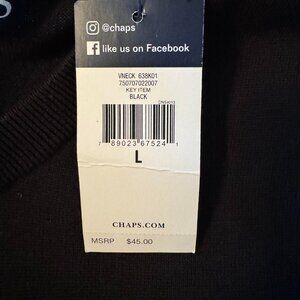 @chaps
like us on Facebook
VNECK 638K01
750707022007
KEY ITEM
BLACK
7 89023 67524 1
L
CHAPS.COM
MSRP $45.00